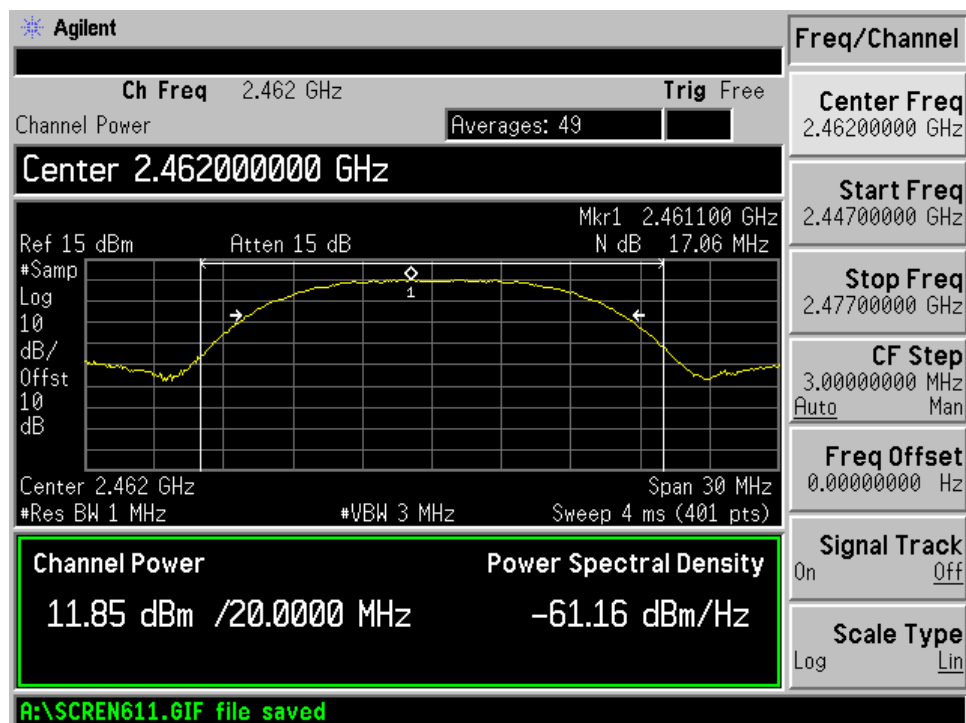 Agilent
Freq/Channel
Ch Freq 2.462 GHz Trig Free
Channel Power Averages: 49
Center 2.462000000 GHz
Mkr1 2.461100 GHz
Ref 15 dBm Atten 15 dB N dB 17.06 MHz
#Samp
Log
10
dB/
Offst
10
dB
1
Center 2.462 GHz Span 30 MHz
#Res BW 1 MHz #VBW 3 MHz Sweep 4 ms (401 pts)
Channel Power Power Spectral Density
11.85 dBm /20.0000 MHz -61.16 dBm/Hz
A:\SCREN611.GIF file saved
Center Freq
2.46200000 GHz
Start Freq
2.44700000 GHz
Stop Freq
2.47700000 GHz
CF Step
3.00000000 MHz
Auto Man
Freq Offset
0.00000000 Hz
Signal Track
On Off
Scale Type
Log Lin